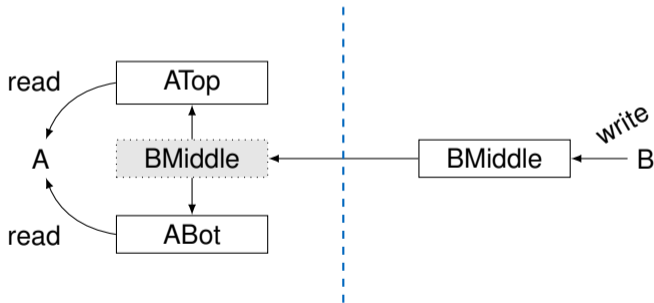 read
ATop
write
A
BMiddle
BMiddle
B
read
ABot